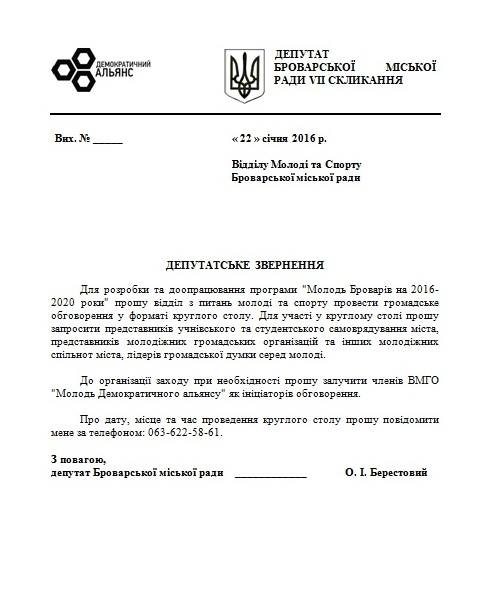 ДЕМОКРАТИЧНИЙ
АЛЬЯНС
ДЕПУТАТ
БРОВАРСЬКОЇ МІСЬКОЇ
РАДИ VII СКЛИКАННЯ
Вих. № _____
« 22 » січня 2016 р.
Відділу Молоді та Спорту
Броварської міської ради
ДЕПУТАТСЬКЕ ЗВЕРНЕННЯ
Для розробки та доопрацювання програми "Молодь Броварів на 2016-
2020 роки" прошу відділ з питань молоді та спорту провести громадське
обговорення у форматі круглого столу. Для участі у круглому столі прошу
запросити представників учнівського та студентського самоврядування міста,
представників молодіжних громадських організацій та інших молодіжних
спільнот міста, лідерів громадської думки серед молоді.
До організації заходу при необхідності прошу залучити членів ВМГО
"Молодь Демократичного альянсу" як ініціаторів обговорення.
Про дату, місце та час проведення круглого столу прошу повідомити
мене за телефоном: 063-622-58-61.
З повагою,
депутат Броварської міської ради ____________ О. І. Берестовий